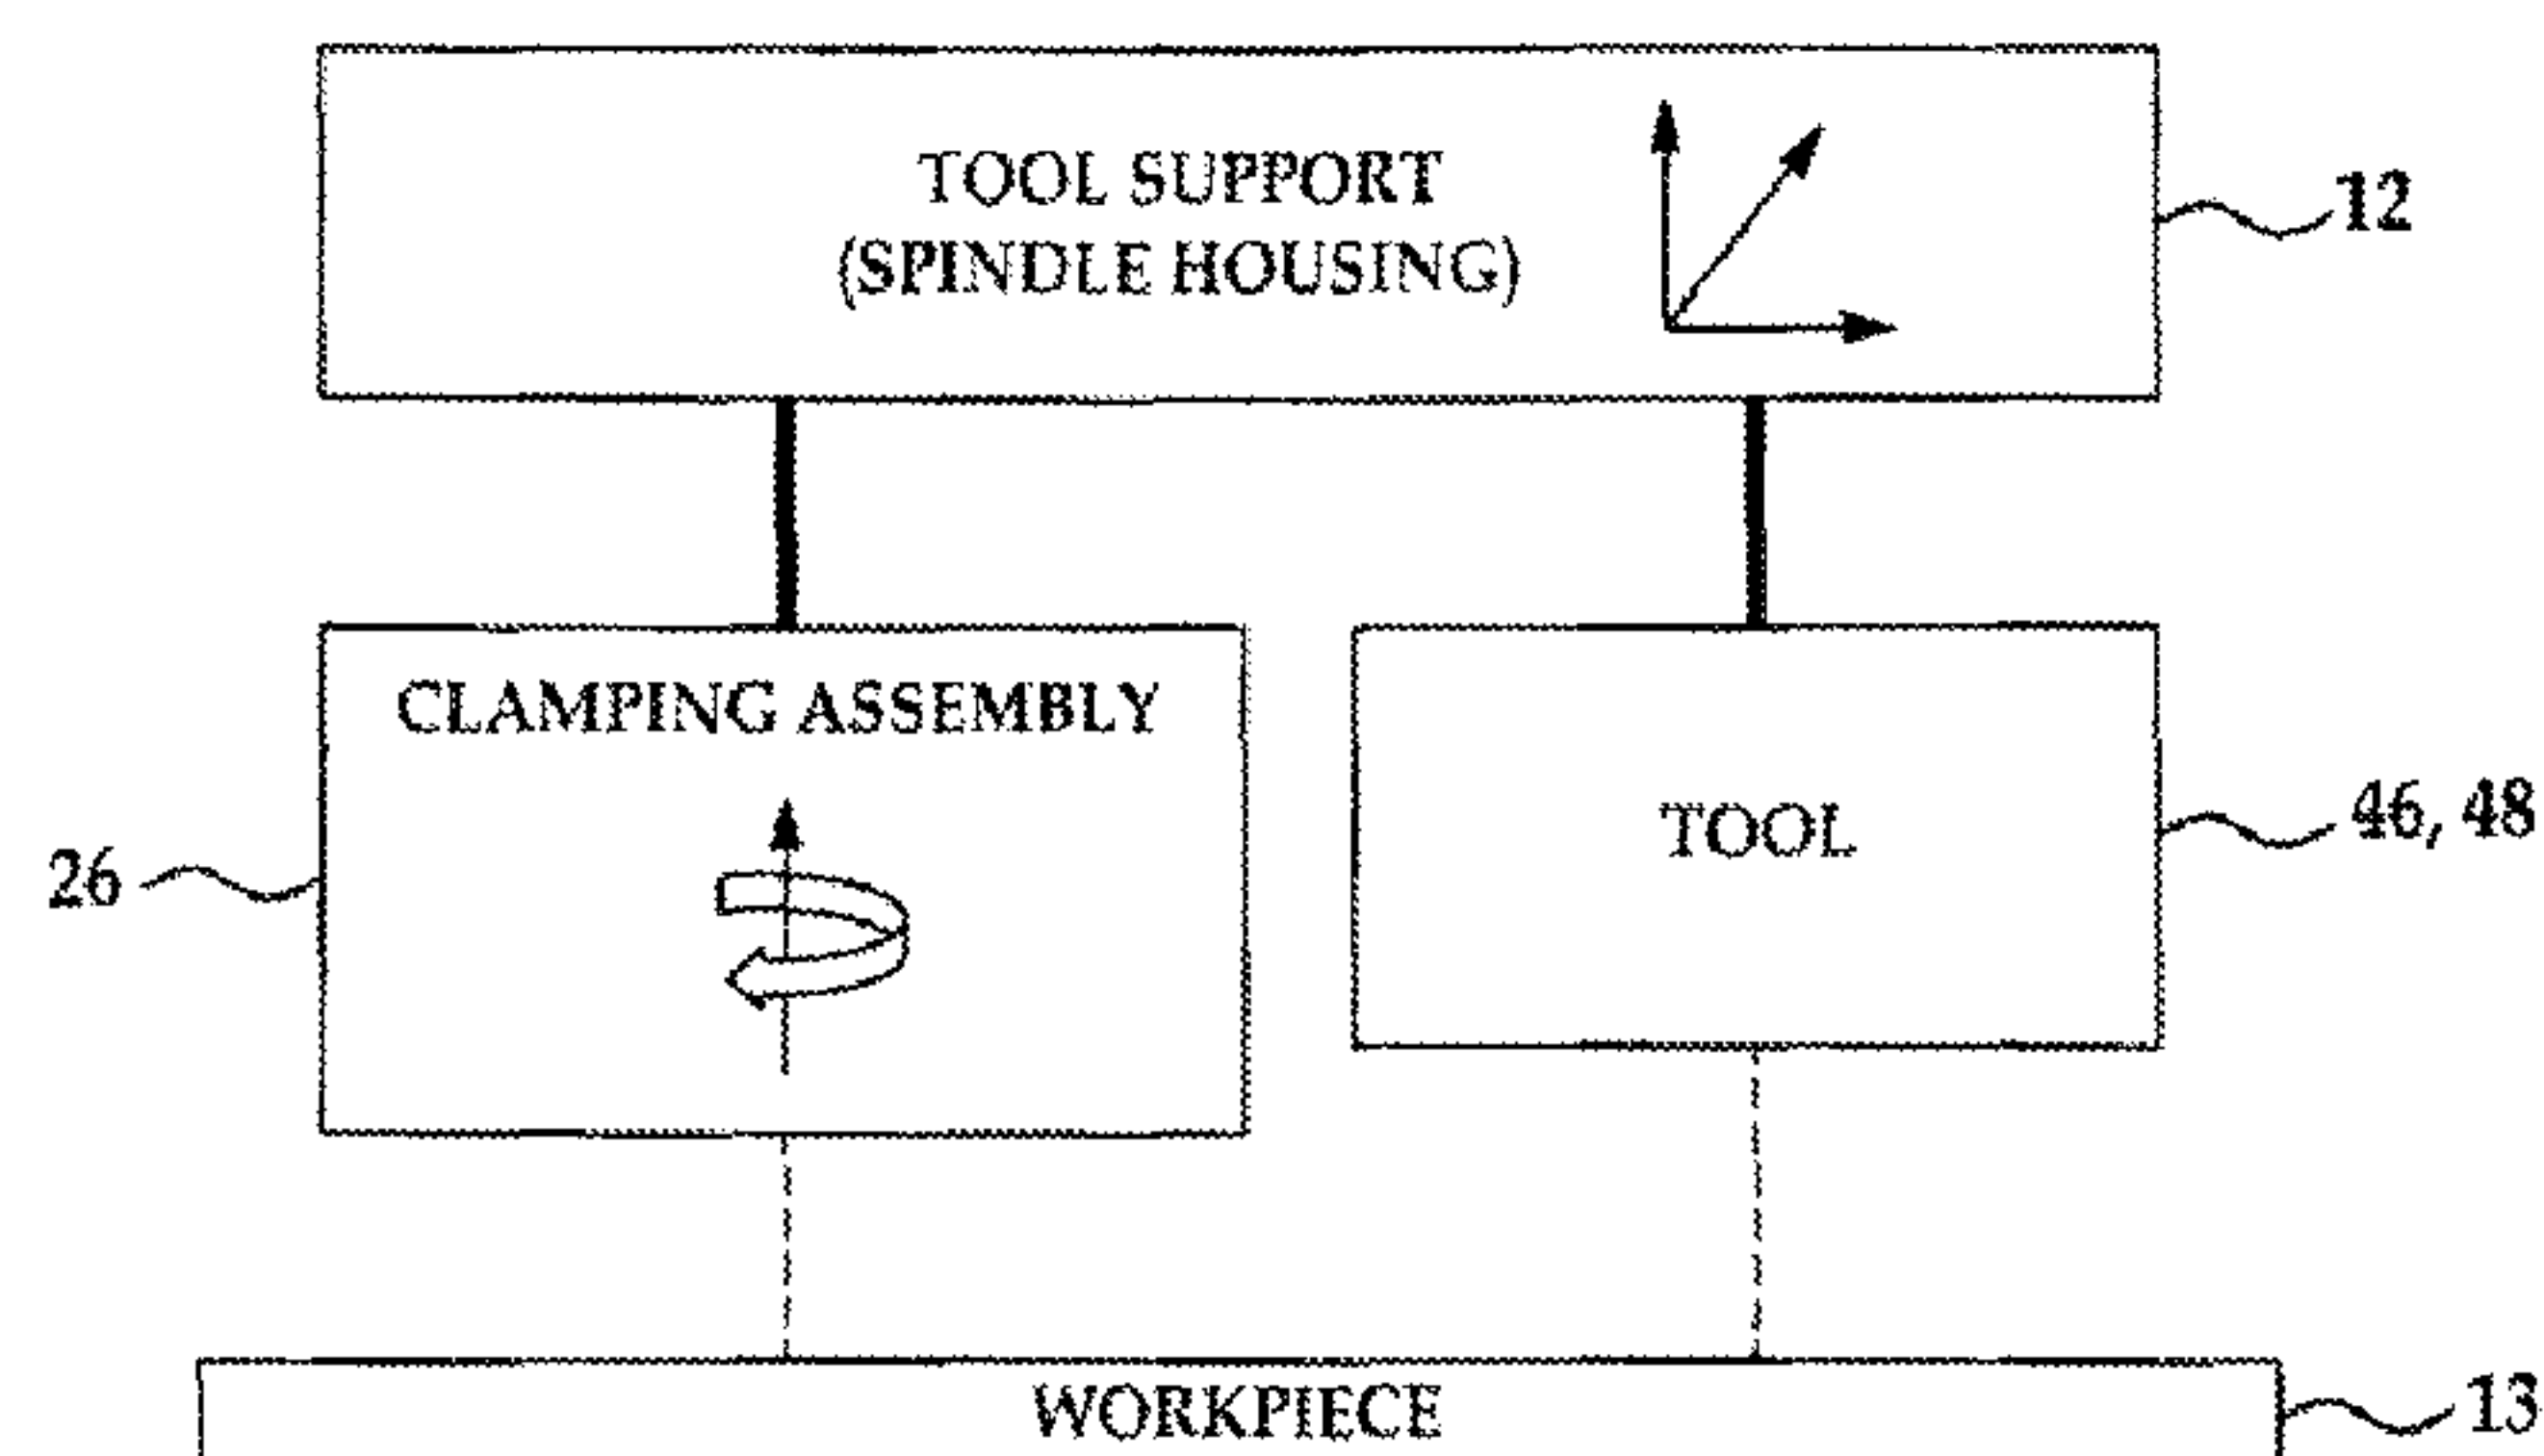 TOOL SUPPORT
(SPINDLE HOUSING)
12
CLAMPING ASSEMBLY
26
TOOL
46, 48
WORKPIECE
13